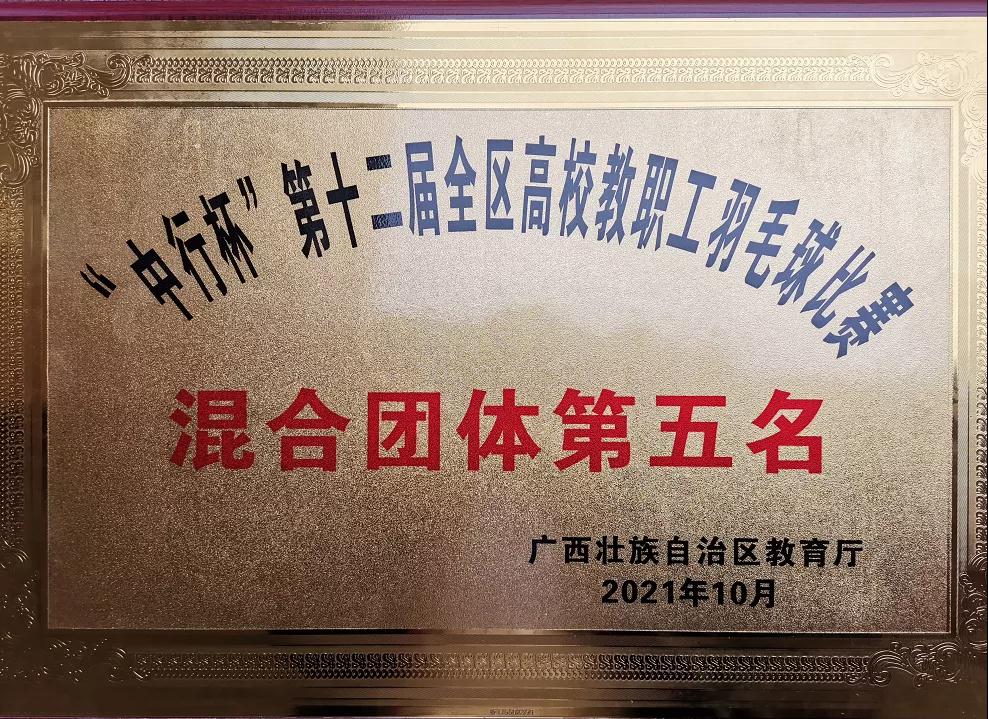 “中行杯”第十二届全区高校教职工羽毛球比赛
混合团体第五名
广西壮族自治区教育厅
2021年10月